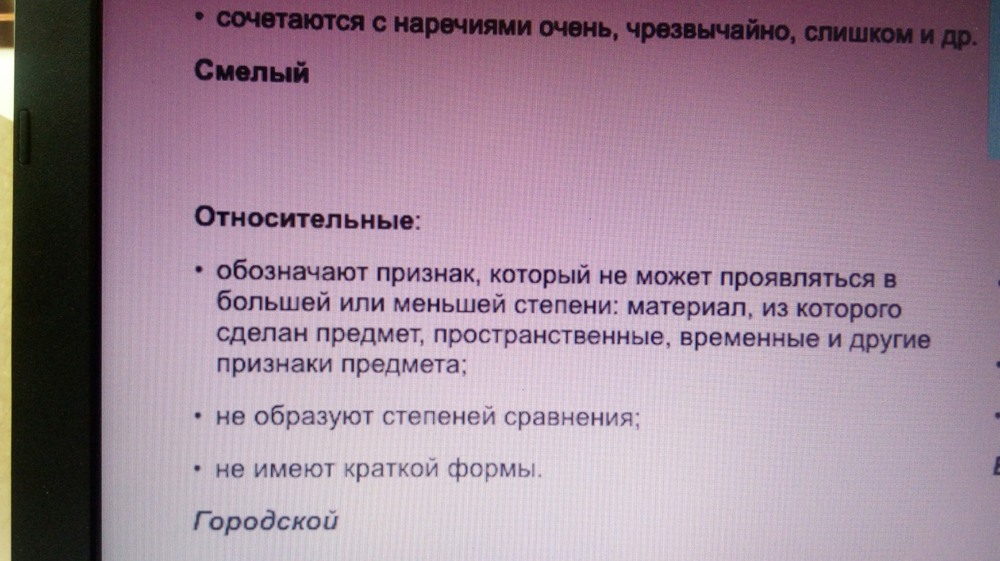 • сочетаются с наречиями очень, чрезвычайно, слишком и др.
Смелый
Относительные:
• обозначают признак, который не может проявляться в
большей или меньшей степени: материал, из которого
сделан предмет, пространственные, временные и другие
признаки предмета;
• не образуют степеней сравнения;
• не имеют краткой формы.
Городской